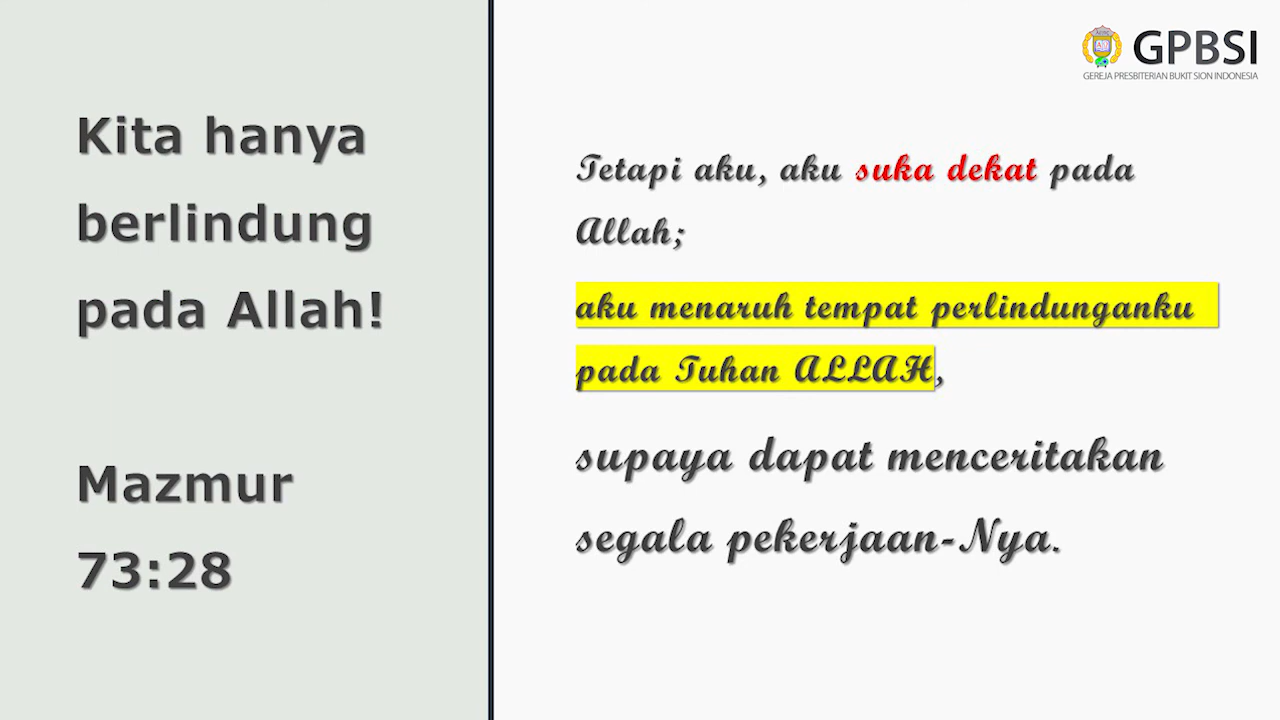 Kita hanya
berlindung
pada Allah!
Mazmur
73:28
GPBSI
GEREJA PRESBITERIAN BUKIT SION INDONESIA
Tetapi aku, aku suka dekat pada
Allah;
aku menaruh tempat perlindunganku
pada Tuhan ALLAH,
supaya dapat menceritakan
segala pekerjaan-Nya.